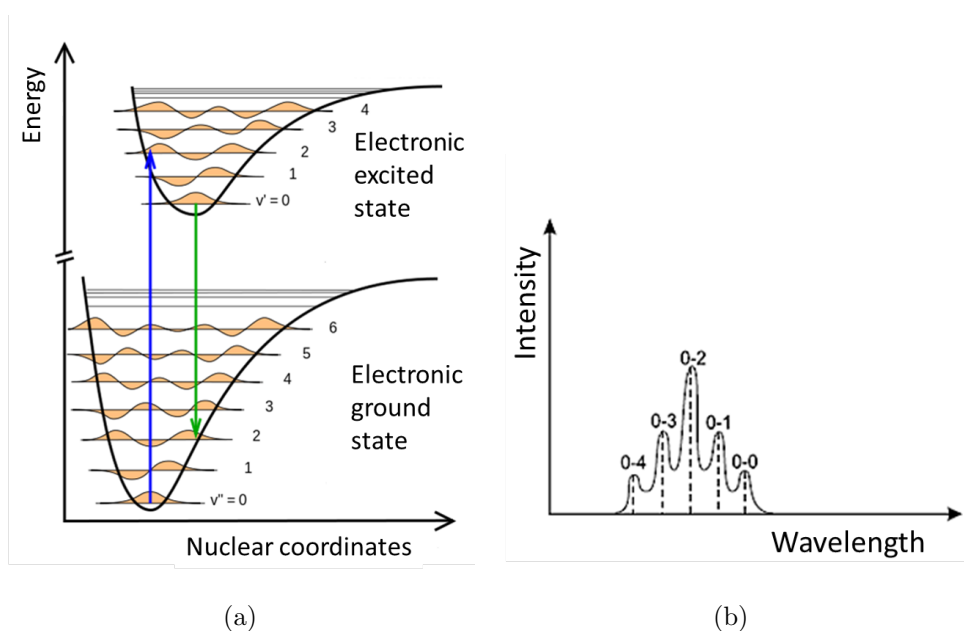 Energy
4
3
2
1
v' = 0
Electronic
excited
state
6
5
4
3
2
1
v" = 0
Electronic
ground
state
Nuclear coordinates
(a)
Intensity
0-4
0-3
0-2
0-1
0-0
Wavelength
(b)